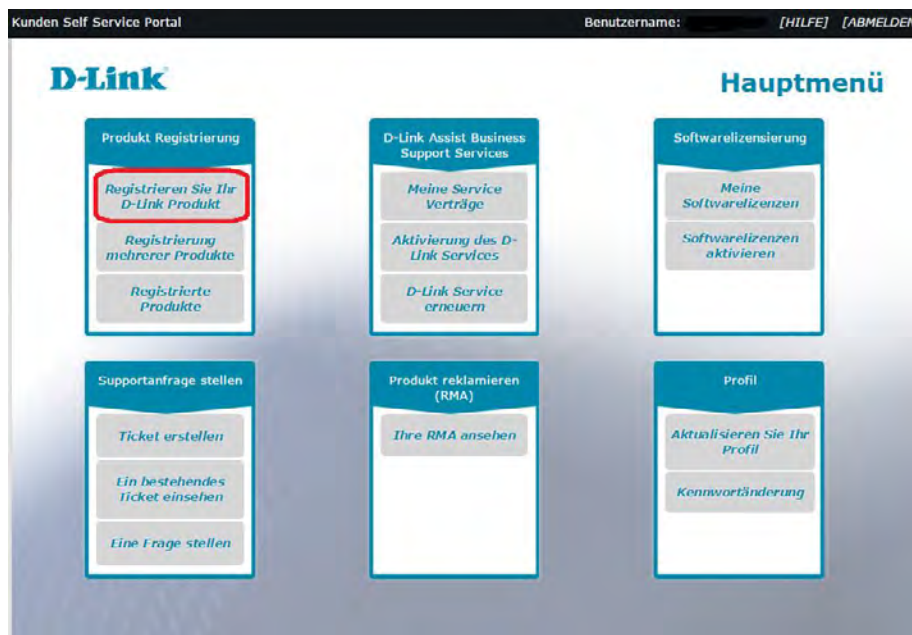 Kunden Self Service Portal
Benutzername: [HILFE] [ABMELDEN
D-Link
Hauptmenü
Produkt Registrierung
Registrieren Sie Ihr
D-Link Produkt
Registrierung
mehrerer Produkte
Registrierte
Produkte
D-Link Assist Business
Support Services
Meine Service
Verträge
Aktivierung des D-
Link Services
D-Link Service
erneuern
Softwarelizensierung
Meine
Softwarelizenzen
Softwarelizenzen
aktivieren
Supportanfrage stellen
Ticket erstellen
Ein bestehendes
Ticket einsehen
Eine Frage stellen
Produkt reklamieren
(RMA)
Ihre RMA ansehen
Profil
Aktualisieren Sie Ihr
Profil
Kennwortänderung